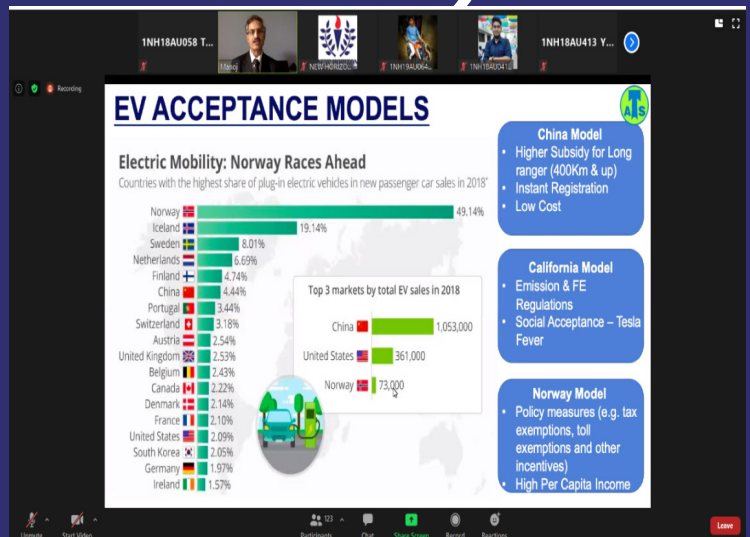 1NH18AU058 T...
Manoj
NEW HORIZO...
1NH19AU064...
1NH18AU041...
1NH18AU413 Y...
Recording
EV ACCEPTANCE MODELS
ATS
Electric Mobility: Norway Races Ahead
Countries with the highest share of plug-in electric vehicles in new passenger car sales in 2018*
Norway 49.14%
Iceland 19.14%
Sweden 8.01%
Netherlands 6.69%
Finland 4.74%
China 4.44%
Portugal 3.44%
Switzerland 3.18%
Austria 2.54%
United Kingdom 2.53%
Belgium 2.43%
Canada 2.22%
Denmark 2.14%
France 2.10%
United States 2.09%
South Korea 2.05%
Germany 1.97%
Ireland 1.57%
Top 3 markets by total EV sales in 2018
China 1,053,000
United States 361,000
Norway 73,000
China Model
• Higher Subsidy for Long
ranger (400Km & up)
• Instant Registration
• Low Cost
California Model
• Emission & FE
Regulations
• Social Acceptance – Tesla
Fever
Norway Model
• Policy measures (e.g. tax
exemptions, toll
exemptions and other
incentives)
• High Per Capita Income
Unmute
Start Video
123
Participants
Chat
Share Screen
Record
Reactions
Leave